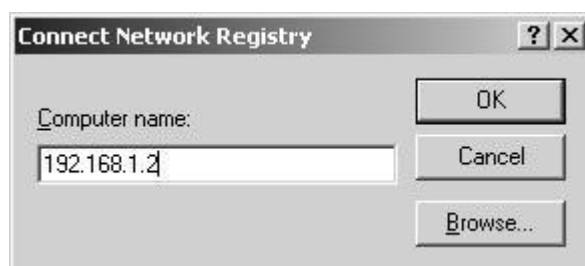 Connect Network Registry ? ×
OK
Computer name:
192.168.1.2
Cancel
Browse...